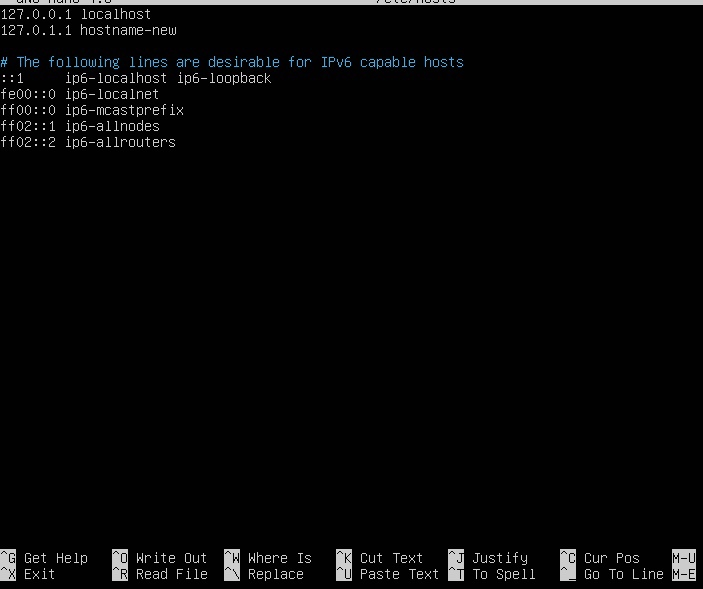 /etc/hosts
127.0.0.1 localhost
127.0.1.1 hostname-new
# The following lines are desirable for IPv6 capable hosts
::1     ip6-localhost ip6-loopback
fe00::0 ip6-localnet
ff00::0 ip6-mcastprefix
ff02::1 ip6-allnodes
ff02::2 ip6-allrouters
^G Get Help   ^O Write Out  ^W Where Is   ^K Cut Text   ^J Justify    ^C Cur Pos    M-U
^X Exit       ^R Read File  ^\ Replace    ^U Paste Text ^T To Spell   ^_ Go To Line M-E